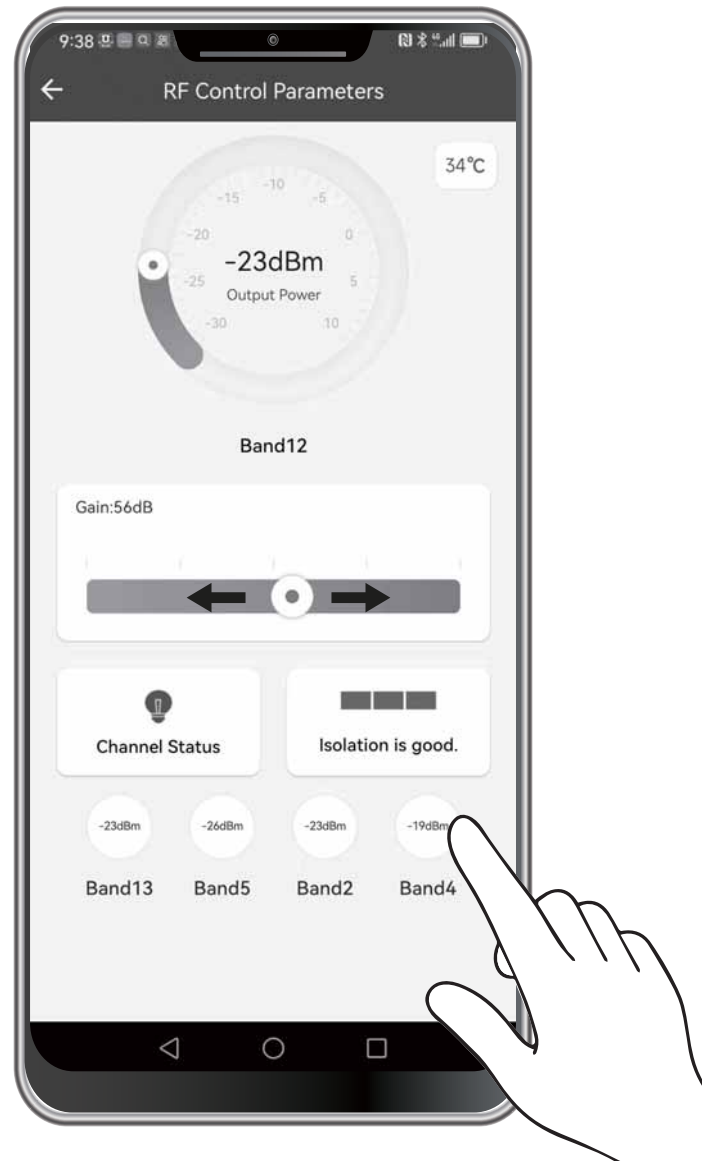 9:38
RF Control Parameters
34°C
-10
-15
-5
-20
0
-23dBm
-25
5
Output Power
-30
10
Band12
Gain:56dB
Channel Status
Isolation is good.
-23dBm
-26dBm
-23dBm
-19dBm
Band13
Band5
Band2
Band4